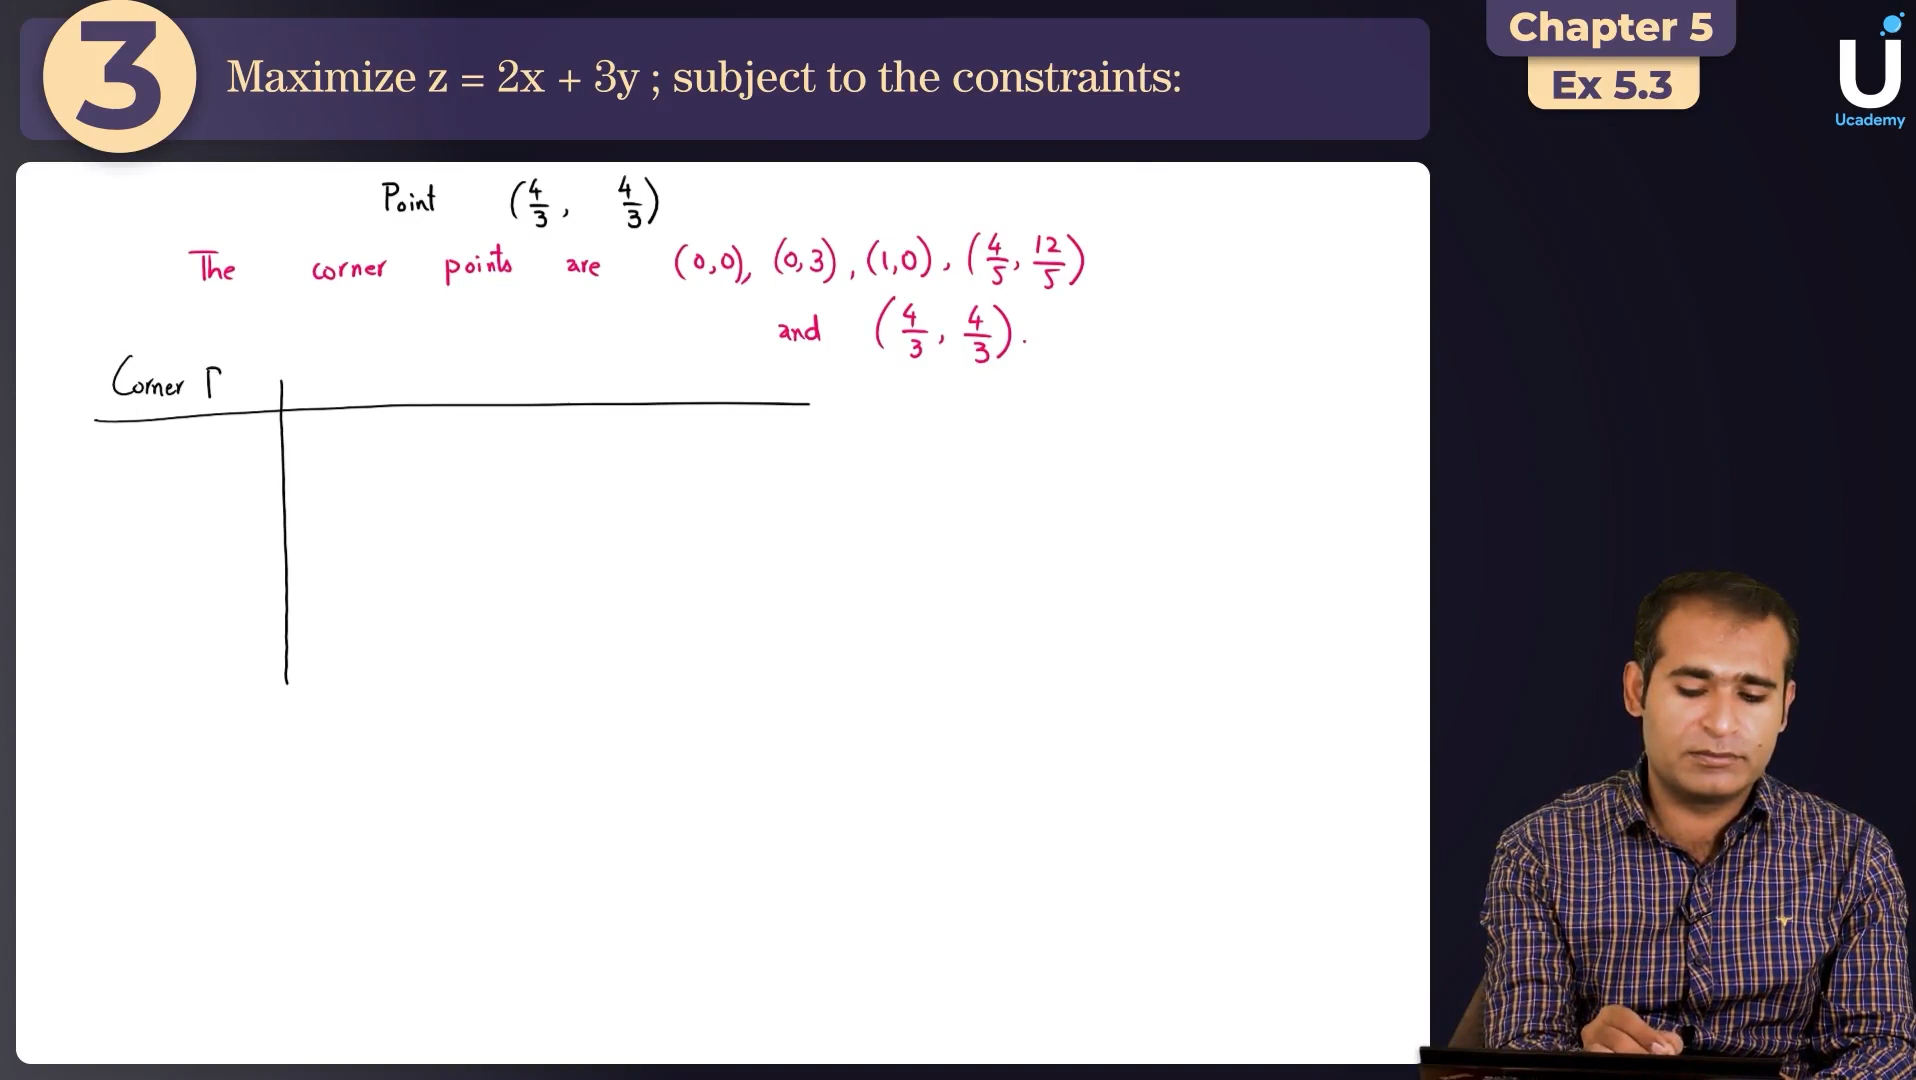 3
Maximize z = 2x + 3y ; subject to the constraints:
Chapter 5
Ex 5.3
Ucademy
Point (4/3, 4/3)
The corner points are (0,0), (0,3), (1,0), (4/5, 12/5)
and (4/3, 4/3).
Corner